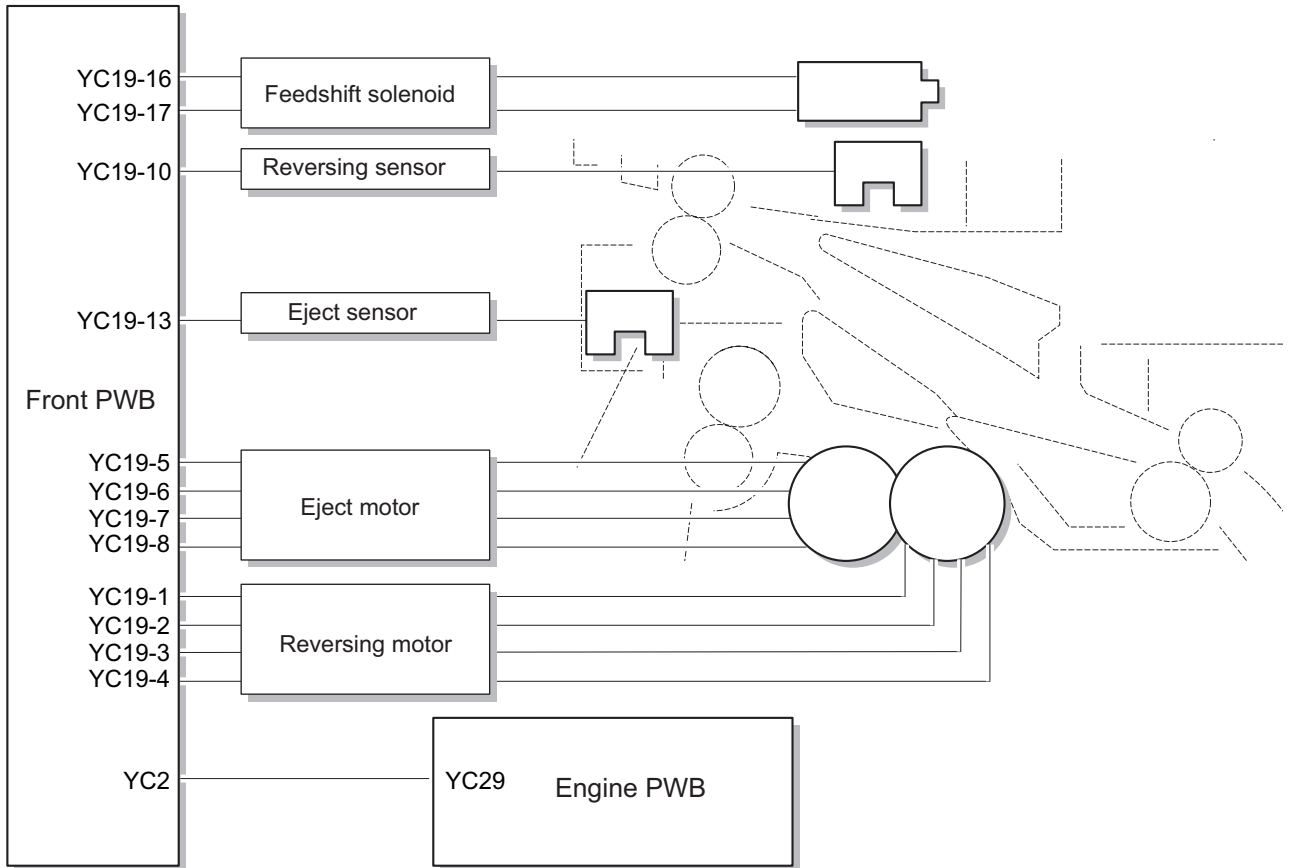 YC19-16
Feedshift solenoid
YC19-17
YC19-10
Reversing sensor
YC19-13
Eject sensor
Front PWB
YC19-5
YC19-6
YC19-7
YC19-8
Eject motor
YC19-1
YC19-2
YC19-3
YC19-4
Reversing motor
YC2
YC29
Engine PWB